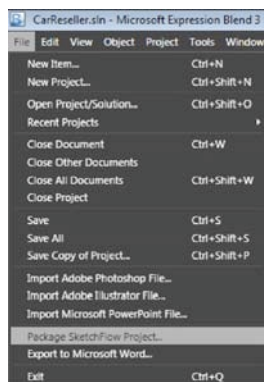 CarReseller.sln - Microsoft Expression Blend 3
File Edit View Object Project Tools Window
New Item... Ctrl+N
New Project... Ctrl+Shift+N
Open Project/Solution... Ctrl+Shift+O
Recent Projects
Close Document Ctrl+W
Close Other Documents
Close All Documents Ctrl+Shift+W
Close Project
Save Ctrl+S
Save All Ctrl+Shift+S
Save Copy of Project... Ctrl+Shift+P
Import Adobe Photoshop File...
Import Adobe Illustrator File...
Import Microsoft PowerPoint File...
Package SketchFlow Project...
Export to Microsoft Word...
Exit Ctrl+Q